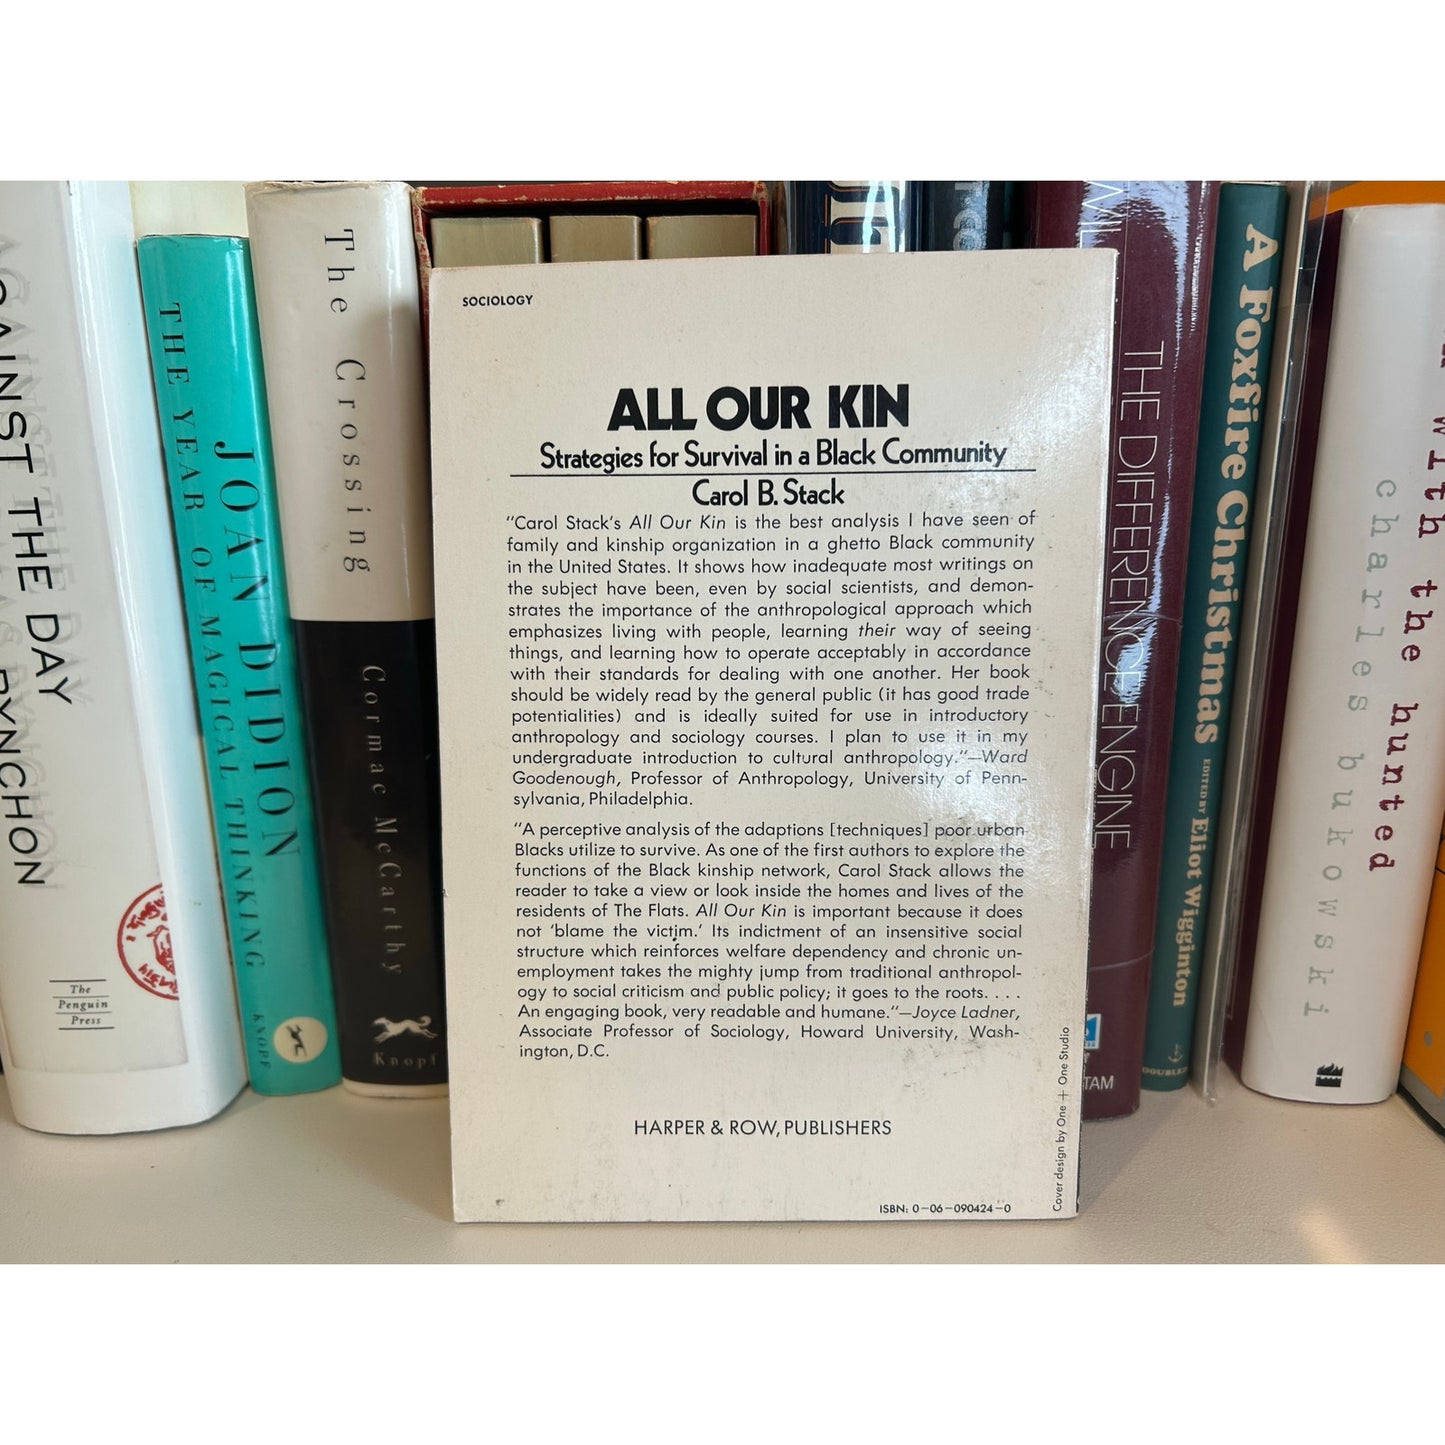 AGAINST THE DAY
PYNCHON
The
Penguin
Press
THE YEAR OF MAGICAL THINKING
JOAN DIDION
KNOPF
The Crossing
Cormac McCarthy
Knopf
SOCIOLOGY
ALL OUR KIN
Strategies for Survival in a Black Community
Carol B. Stack
"Carol Stack's All Our Kin is the best analysis I have seen of
family and kinship organization in a ghetto Black community
in the United States. It shows how inadequate most writings on
the subject have been, even by social scientists, and demon-
strates the importance of the anthropological approach which
emphasizes living with people, learning their way of seeing
things, and learning how to operate acceptably in accordance
with their standards for dealing with one another. Her book
should be widely read by the general public (it has good trade
potentialities) and is ideally suited for use in introductory
anthropology and sociology courses. I plan to use it in my
undergraduate introduction to cultural anthropology."—Ward
Goodenough, Professor of Anthropology, University of Penn-
sylvania, Philadelphia.
"A perceptive analysis of the adaptions [techniques] poor urban
Blacks utilize to survive. As one of the first authors to explore the
functions of the Black kinship network, Carol Stack allows the
reader to take a view or look inside the homes and lives of the
residents of The Flats. All Our Kin is important because it does
not 'blame the victim.' Its indictment of an insensitive social
structure which reinforces welfare dependency and chronic un-
employment takes the mighty jump from traditional anthropol-
ogy to social criticism and public policy; it goes to the roots. . . .
An engaging book, very readable and humane."—Joyce Ladner,
Associate Professor of Sociology, Howard University, Wash-
ington, D.C.
HARPER & ROW, PUBLISHERS
ISBN: 0-06-090424-0
Cover design by One + One Studio
THE DIFFERENCE ENGINE
TAM
A Foxfire Christmas
EDITED BY Eliot Wigginton
DOUBLED
with the hunted
charles bukowski